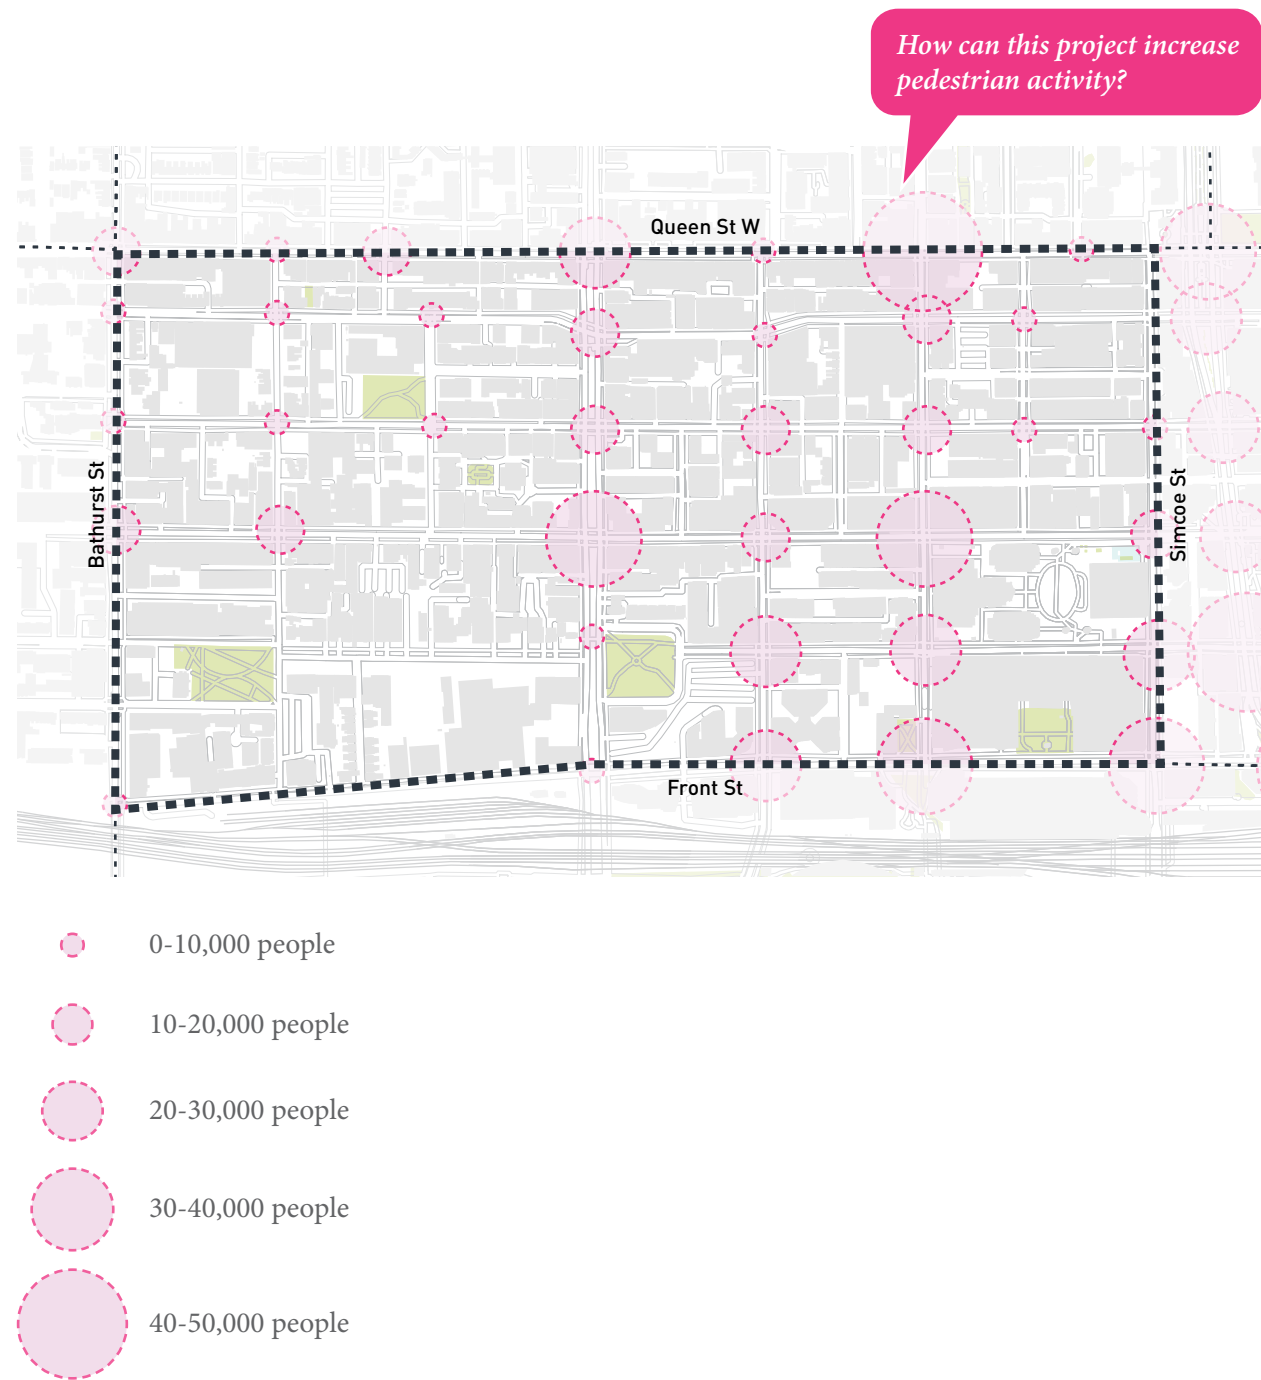 How can this project increase
pedestrian activity?
Queen St W
Bathurst St
Simcoe St
Front St
0-10,000 people
10-20,000 people
20-30,000 people
30-40,000 people
40-50,000 people